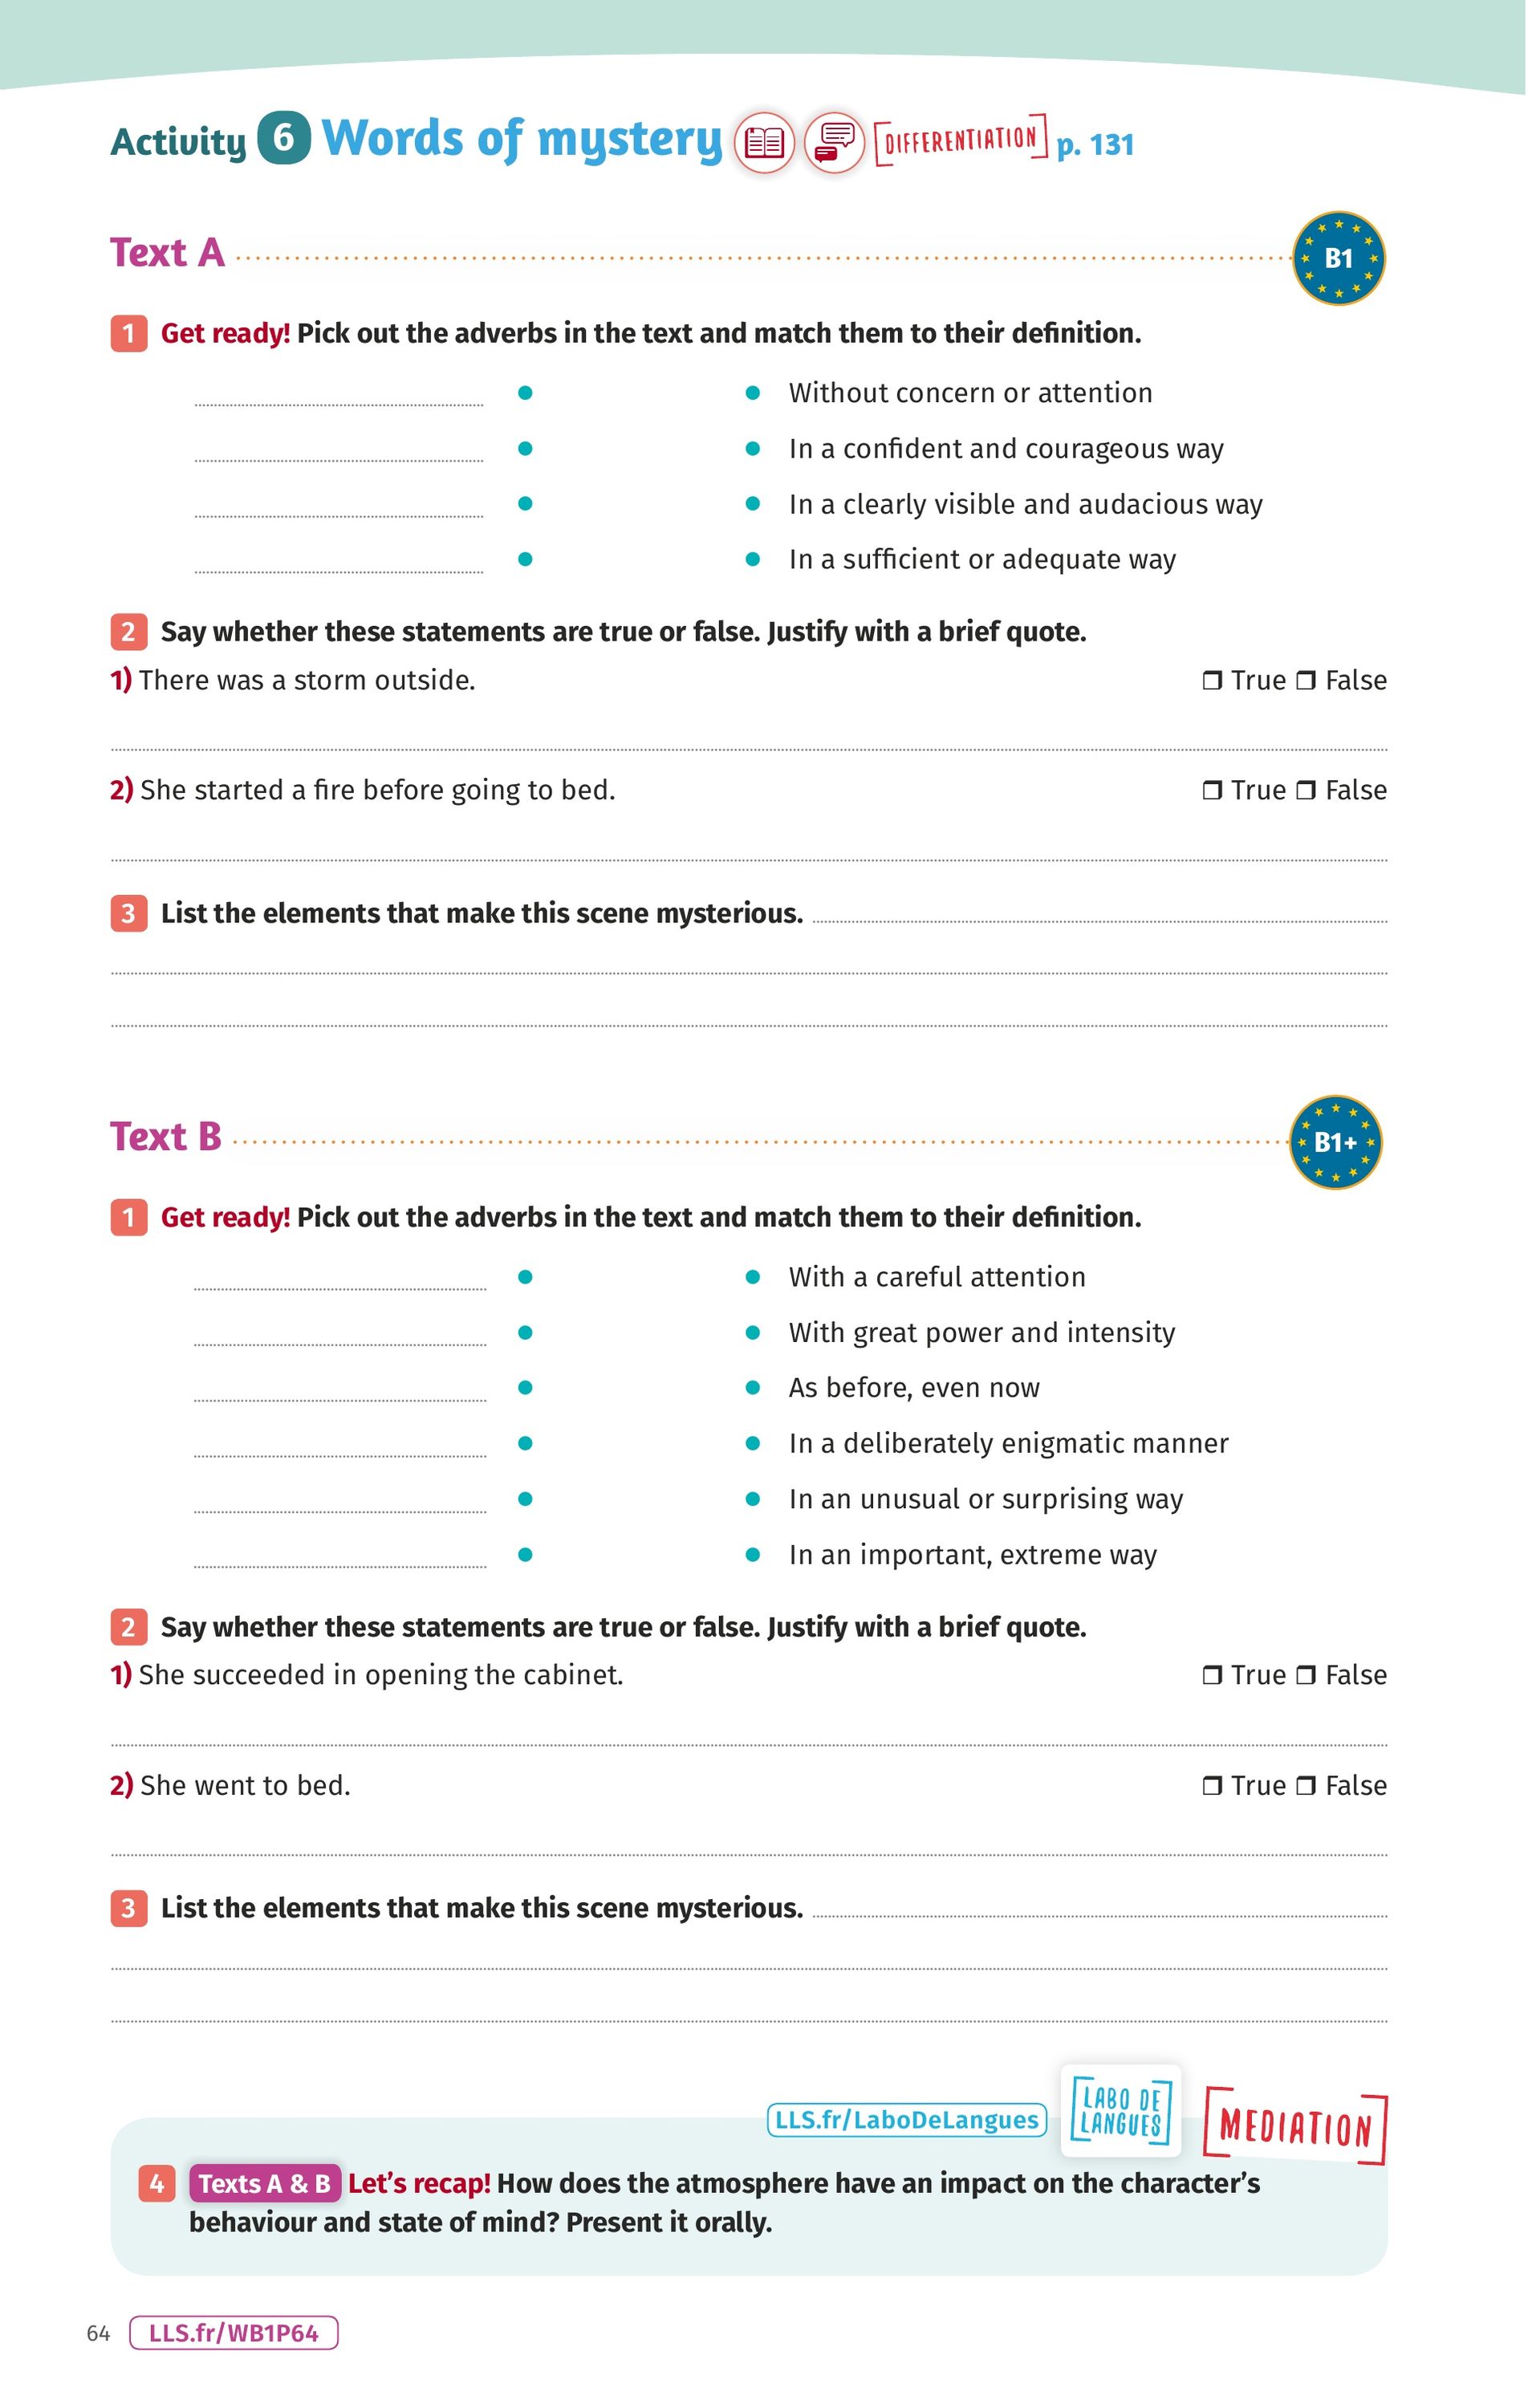 Activity 6 Words of mystery DIFFERENTIATION p. 131
Text A B1
1 Get ready! Pick out the adverbs in the text and match them to their definition.
Without concern or attention
In a confident and courageous way
In a clearly visible and audacious way
In a sufficient or adequate way
2 Say whether these statements are true or false. Justify with a brief quote.
1) There was a storm outside. ❒ True ❒ False
2) She started a fire before going to bed. ❒ True ❒ False
3 List the elements that make this scene mysterious.
Text B B1+
1 Get ready! Pick out the adverbs in the text and match them to their definition.
With a careful attention
With great power and intensity
As before, even now
In a deliberately enigmatic manner
In an unusual or surprising way
In an important, extreme way
2 Say whether these statements are true or false. Justify with a brief quote.
1) She succeeded in opening the cabinet. ❒ True ❒ False
2) She went to bed. ❒ True ❒ False
3 List the elements that make this scene mysterious.
LLS.fr/LaboDeLangues
LABO DE
LANGUES
MEDIATION
4 Texts A & B Let's recap! How does the atmosphere have an impact on the character's
behaviour and state of mind? Present it orally.
64 LLS.fr/WB1P64